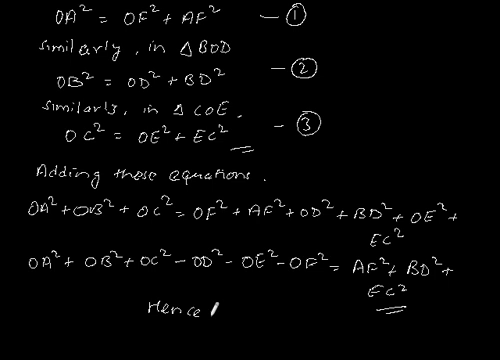 OA² = OF² + AF² — ①
Similarly, in △ BOD
OB² = OD² + BD² — ②
Similarly, in △ COE,
OC² = OE² + EC² - ③
Adding these equations.
OA² + OB² + OC² = OF² + AF² + OD² + BD² + OE² +
EC²
OA² + OB² + OC² - OD² - OE² - OF² = AF² + BD² +
EC²
Hence